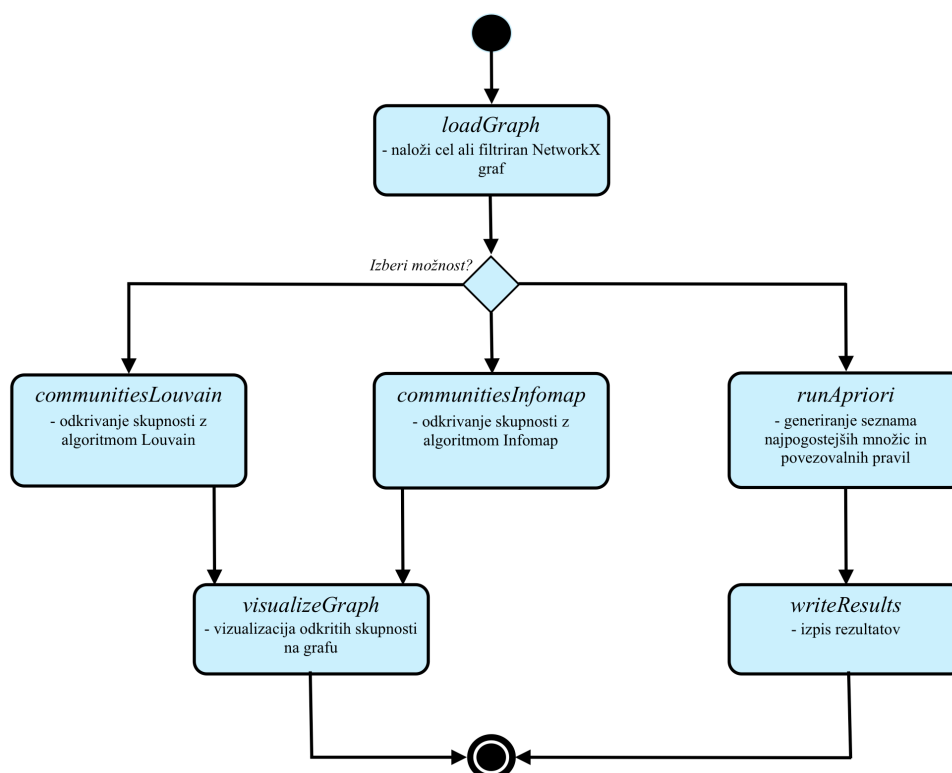 loadGraph
- naloži cel ali filtriran NetworkX
graf
Izberi možnost?
communitiesLouvain
- odkrivanje skupnosti z
algoritmom Louvain
communitiesInfomap
- odkrivanje skupnosti z
algoritmom Infomap
runApriori
- generiranje seznama
najpogostejših množic in
povezovalnih pravil
visualizeGraph
- vizualizacija odkritih skupnosti
na grafu
writeResults
- izpis rezultatov